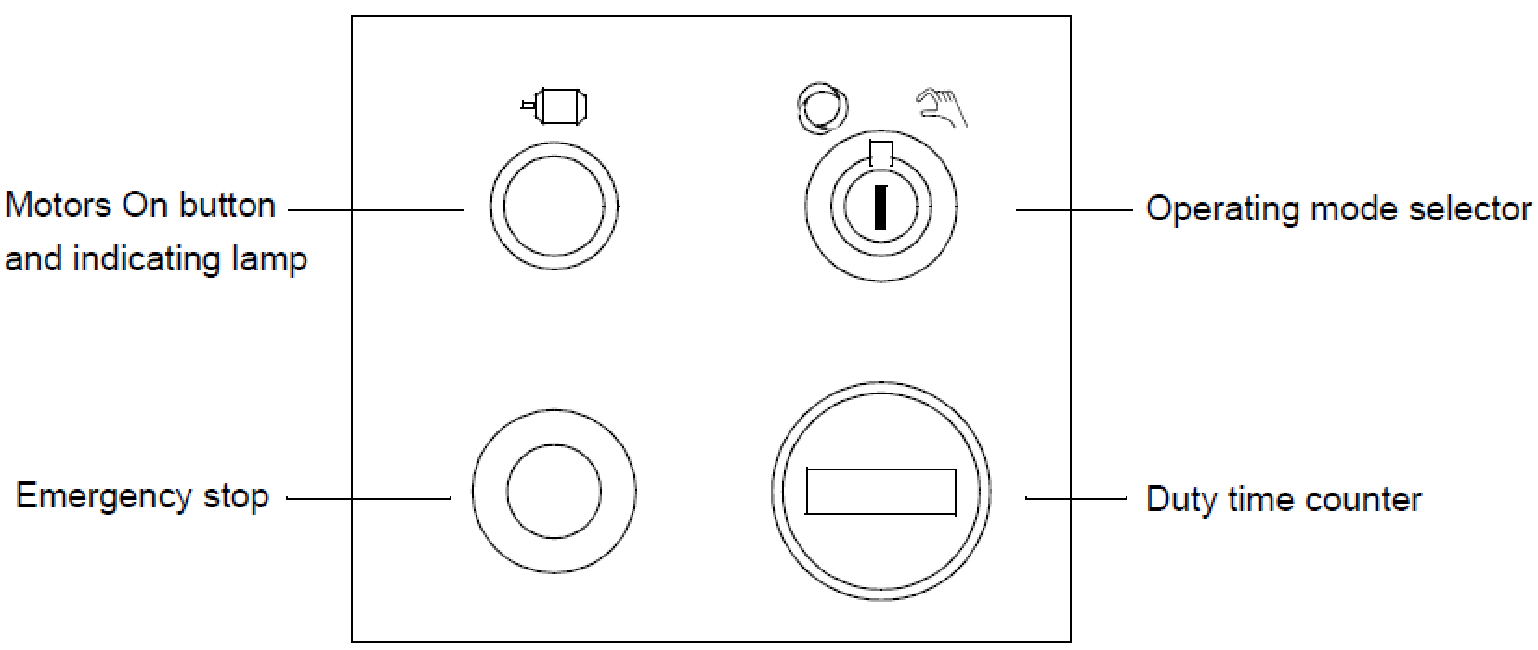 Motors On button
and indicating lamp
Operating mode selector
Emergency stop
Duty time counter